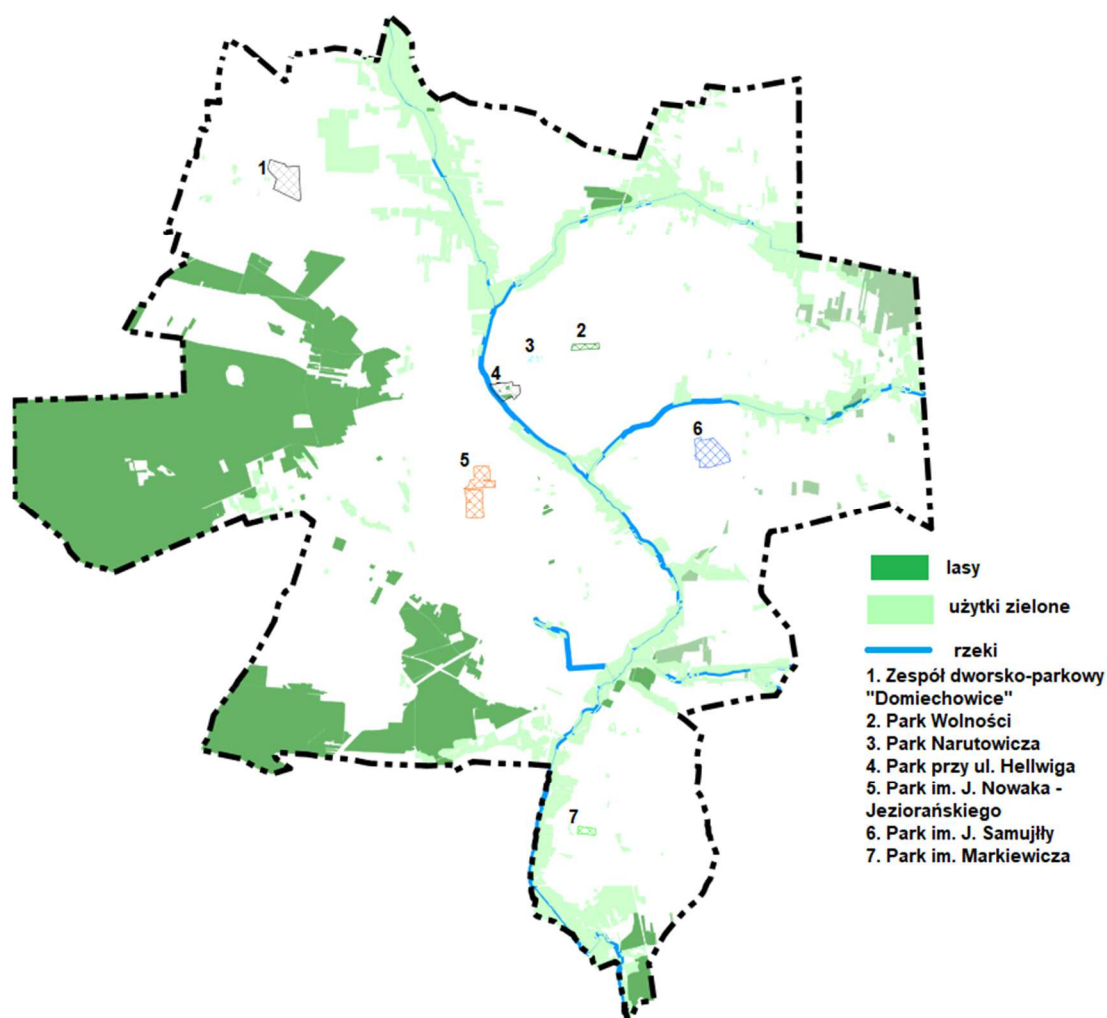 1
2
3
4
6
5
7
lasy
użytki zielone
rzeki
1. Zespół dworsko-parkowy
"Domiechowice"
2. Park Wolności
3. Park Narutowicza
4. Park przy ul. Hellwiga
5. Park im. J. Nowaka -
Jeziorańskiego
6. Park im. J. Samujłły
7. Park im. Markiewicza